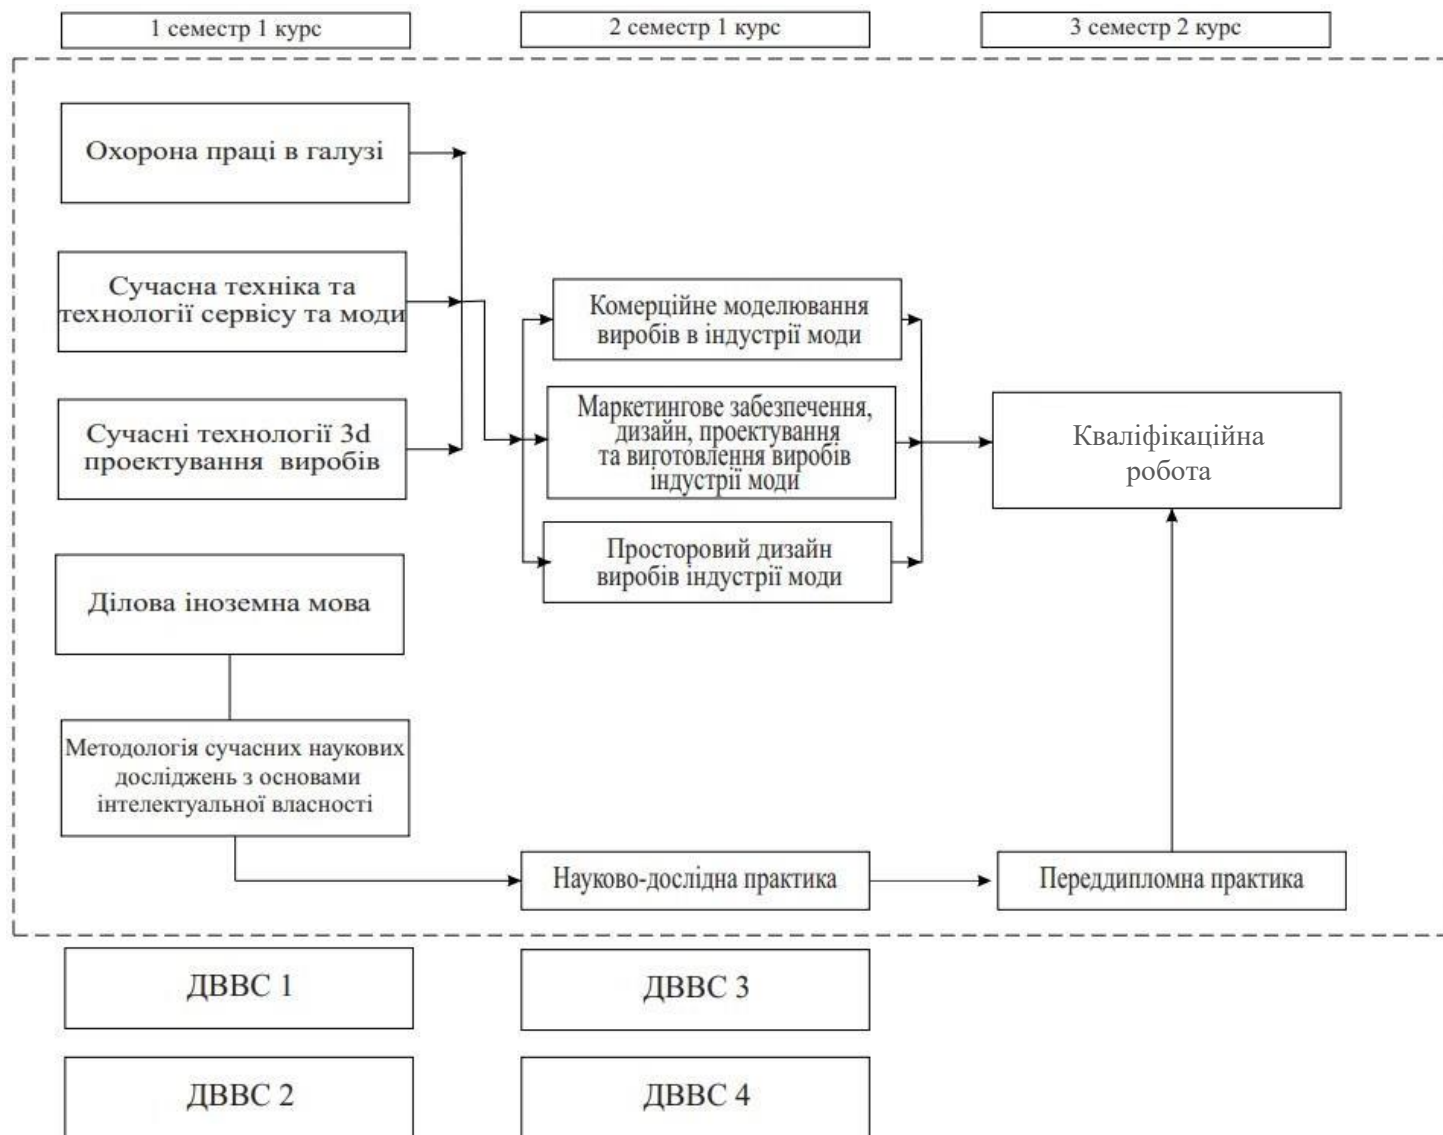 1 семестр 1 курс
2 семестр 1 курс
3 семестр 2 курс
Охорона праці в галузі
Сучасна техніка та
технології сервісу та моди
Сучасні технології 3d
проектування виробів
Ділова іноземна мова
Методологія сучасних наукових
досліджень з основами
інтелектуальної власності
Комерційне моделювання
виробів в індустрії моди
Маркетингове забезпечення,
дизайн, проектування
та виготовлення виробів
індустрії моди
Просторовий дизайн
виробів індустрії моди
Кваліфікаційна
робота
Науково-дослідна практика
Переддипломна практика
ДВВС 1
ДВВС 3
ДВВС 2
ДВВС 4